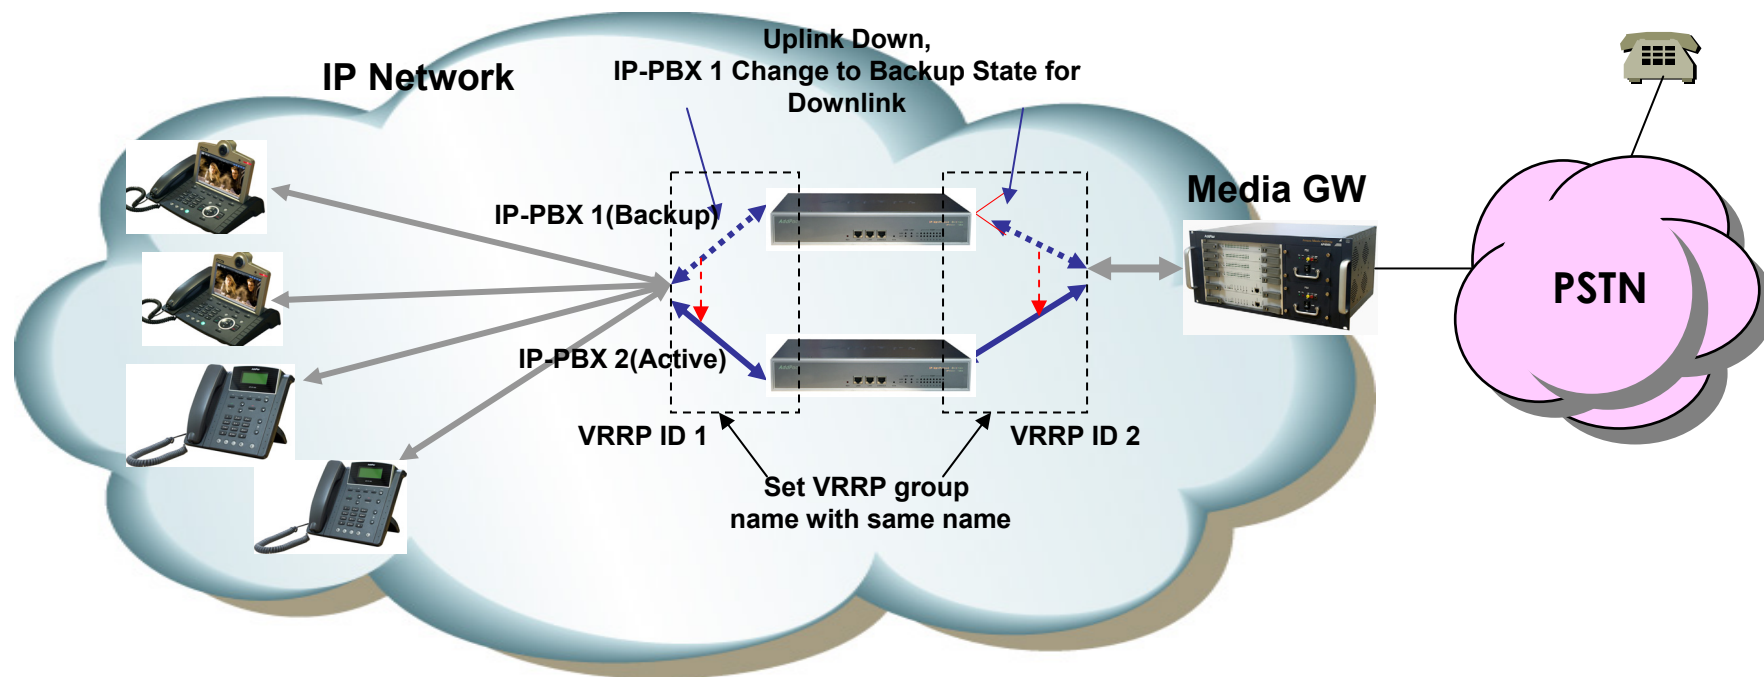 Uplink Down,
IP-PBX 1 Change to Backup State for
Downlink
IP Network
Media GW
IP-PBX 1(Backup)
PSTN
IP-PBX 2(Active)
VRRP ID 1
VRRP ID 2
Set VRRP group
name with same name